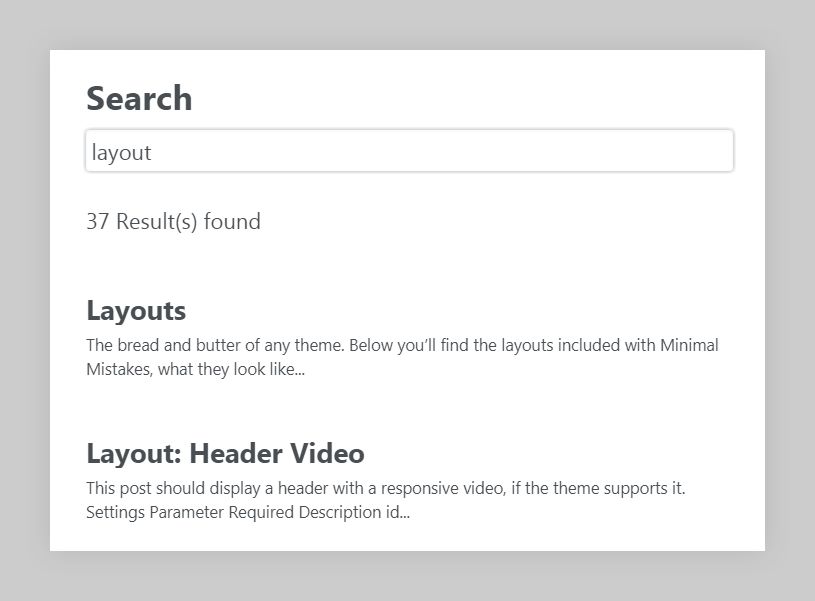 Search
layout
37 Result(s) found
Layouts
The bread and butter of any theme. Below you’ll find the layouts included with Minimal
Mistakes, what they look like...
Layout: Header Video
This post should display a header with a responsive video, if the theme supports it.
Settings Parameter Required Description id...